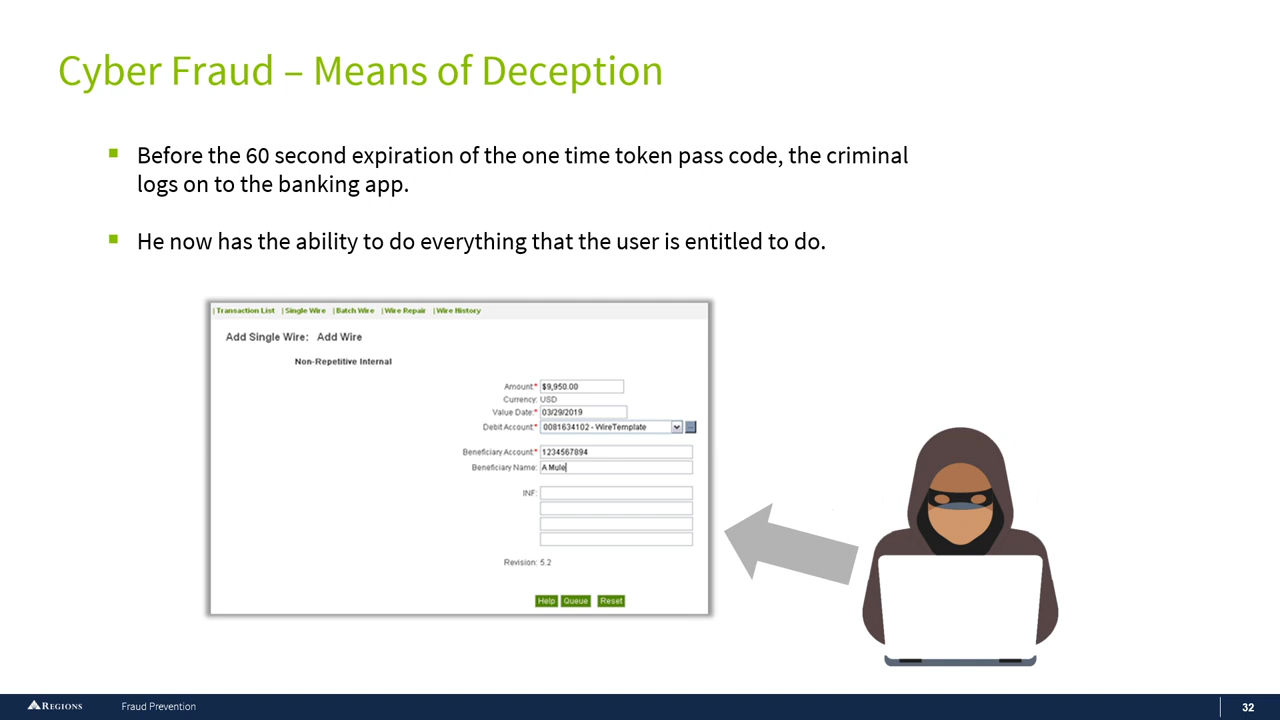 Cyber Fraud – Means of Deception
Before the 60 second expiration of the one time token pass code, the criminal
logs on to the banking app.
He now has the ability to do everything that the user is entitled to do.
| Transaction List | Single Wire | Batch Wire | Wire Repair | Wire History
Add Single Wire: Add Wire
Non-Repetitive Internal
Amount:* $9,950.00
Currency: USD
Value Date:* 03/29/2019
Debit Account:* 0081634102 - WireTemplate
Beneficiary Account:* 1234567894
Beneficiary Name: A Mule
INF:
Revision: 5.2
Help Queue Reset
REGIONS Fraud Prevention 32